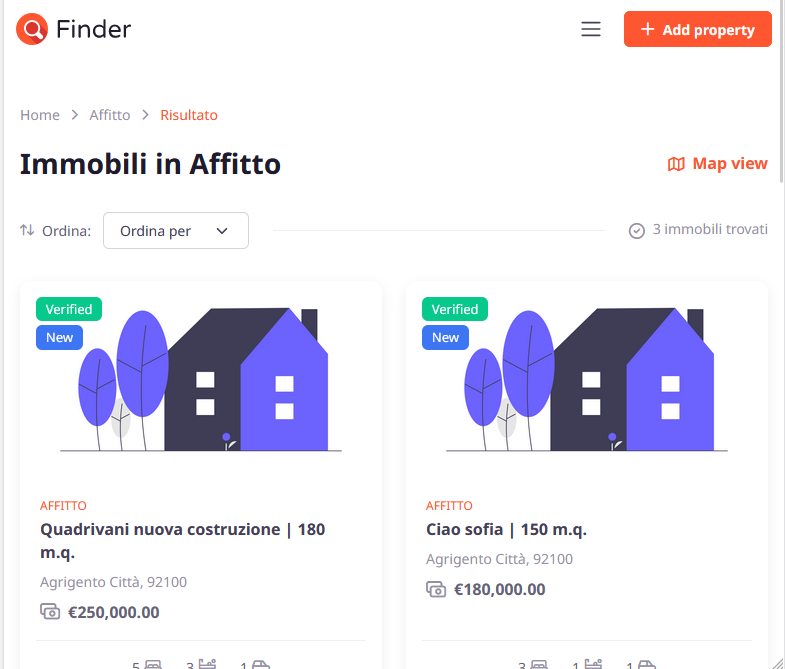 Finder
Add property
Home > Affitto > Risultato
Immobili in Affitto
Map view
Ordina:
Ordina per
3 immobili trovati
Verified
New
AFFITTO
Quadrivani nuova costruzione | 180
m.q.
Agrigento Città, 92100
€250,000.00
5 3 1
Verified
New
AFFITTO
Ciao sofia | 150 m.q.
Agrigento Città, 92100
€180,000.00
3 1 1